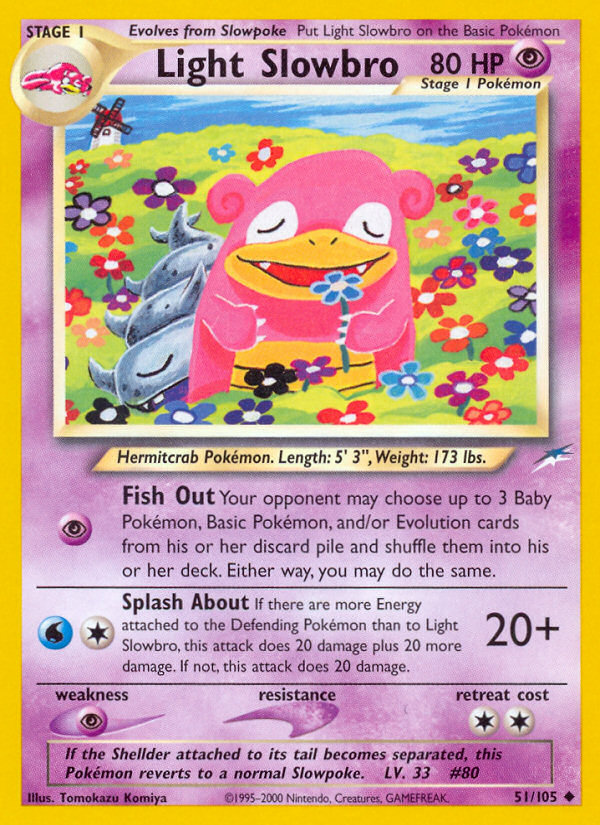 STAGE 1
Evolves from Slowpoke Put Light Slowbro on the Basic Pokémon
Light Slowbro 80 HP
Stage 1 Pokémon
Hermitcrab Pokémon. Length: 5' 3", Weight: 173 lbs.
Fish Out Your opponent may choose up to 3 Baby
Pokémon, Basic Pokémon, and/or Evolution cards
from his or her discard pile and shuffle them into his
or her deck. Either way, you may do the same.
Splash About If there are more Energy
attached to the Defending Pokémon than to Light
Slowbro, this attack does 20 damage plus 20 more
damage. If not, this attack does 20 damage.
20+
weakness resistance retreat cost
If the Shellder attached to its tail becomes separated, this
Pokémon reverts to a normal Slowpoke. LV. 33 #80
Illus. Tomokazu Komiya ©1995–2000 Nintendo, Creatures, GAMEFREAK. 51/105